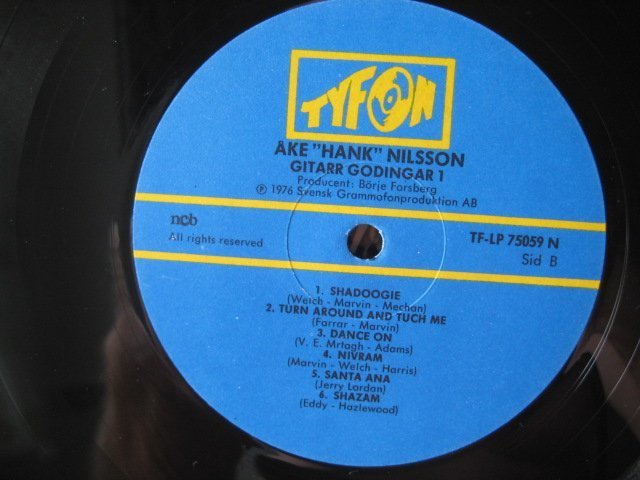 TYFON
ÅKE "HANK" NILSSON
GITARR GODINGAR 1
Producent: Börje Forsberg
℗ 1976 Svensk Grammofonproduktion AB
ncb
All rights reserved
TF-LP 75059 N
Sid B
1. SHADOOGIE
(Welch - Marvin - Mechan)
2. TURN AROUND AND TUCH ME
(Farrar - Marvin)
3. DANCE ON
(V. E. Mrtagh - Adams)
4. NIVRAM
(Marvin - Welch - Harris)
5. SANTA ANA
(Jerry Lordan)
6. SHAZAM
(Eddy - Hazlewood)